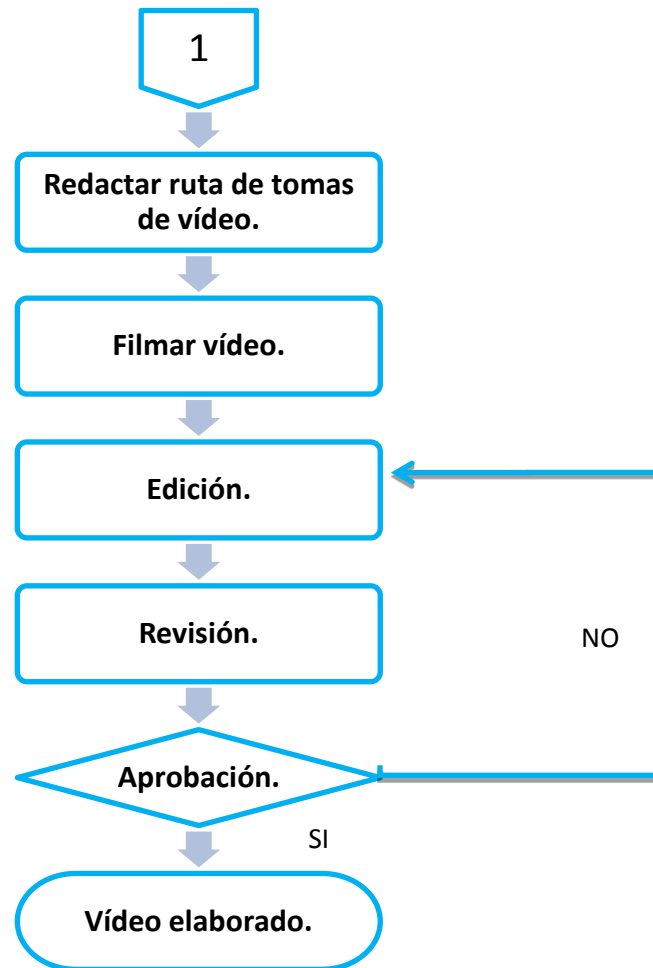 1
Redactar ruta de tomas
de vídeo.
Filmar vídeo.
Edición.
Revisión.
NO
Aprobación.
SI
Vídeo elaborado.